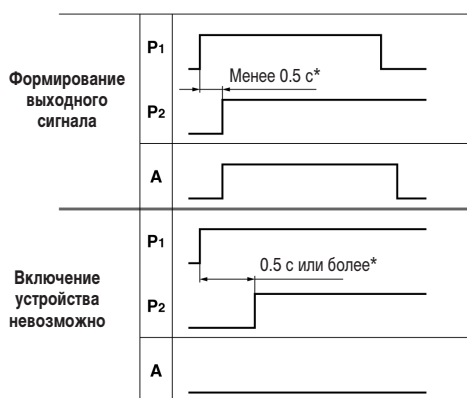 P1
Менее 0.5 с*
Формирование
выходного
сигнала
P2
A
P1
0.5 с или более*
Включение
устройства
невозможно
P2
A